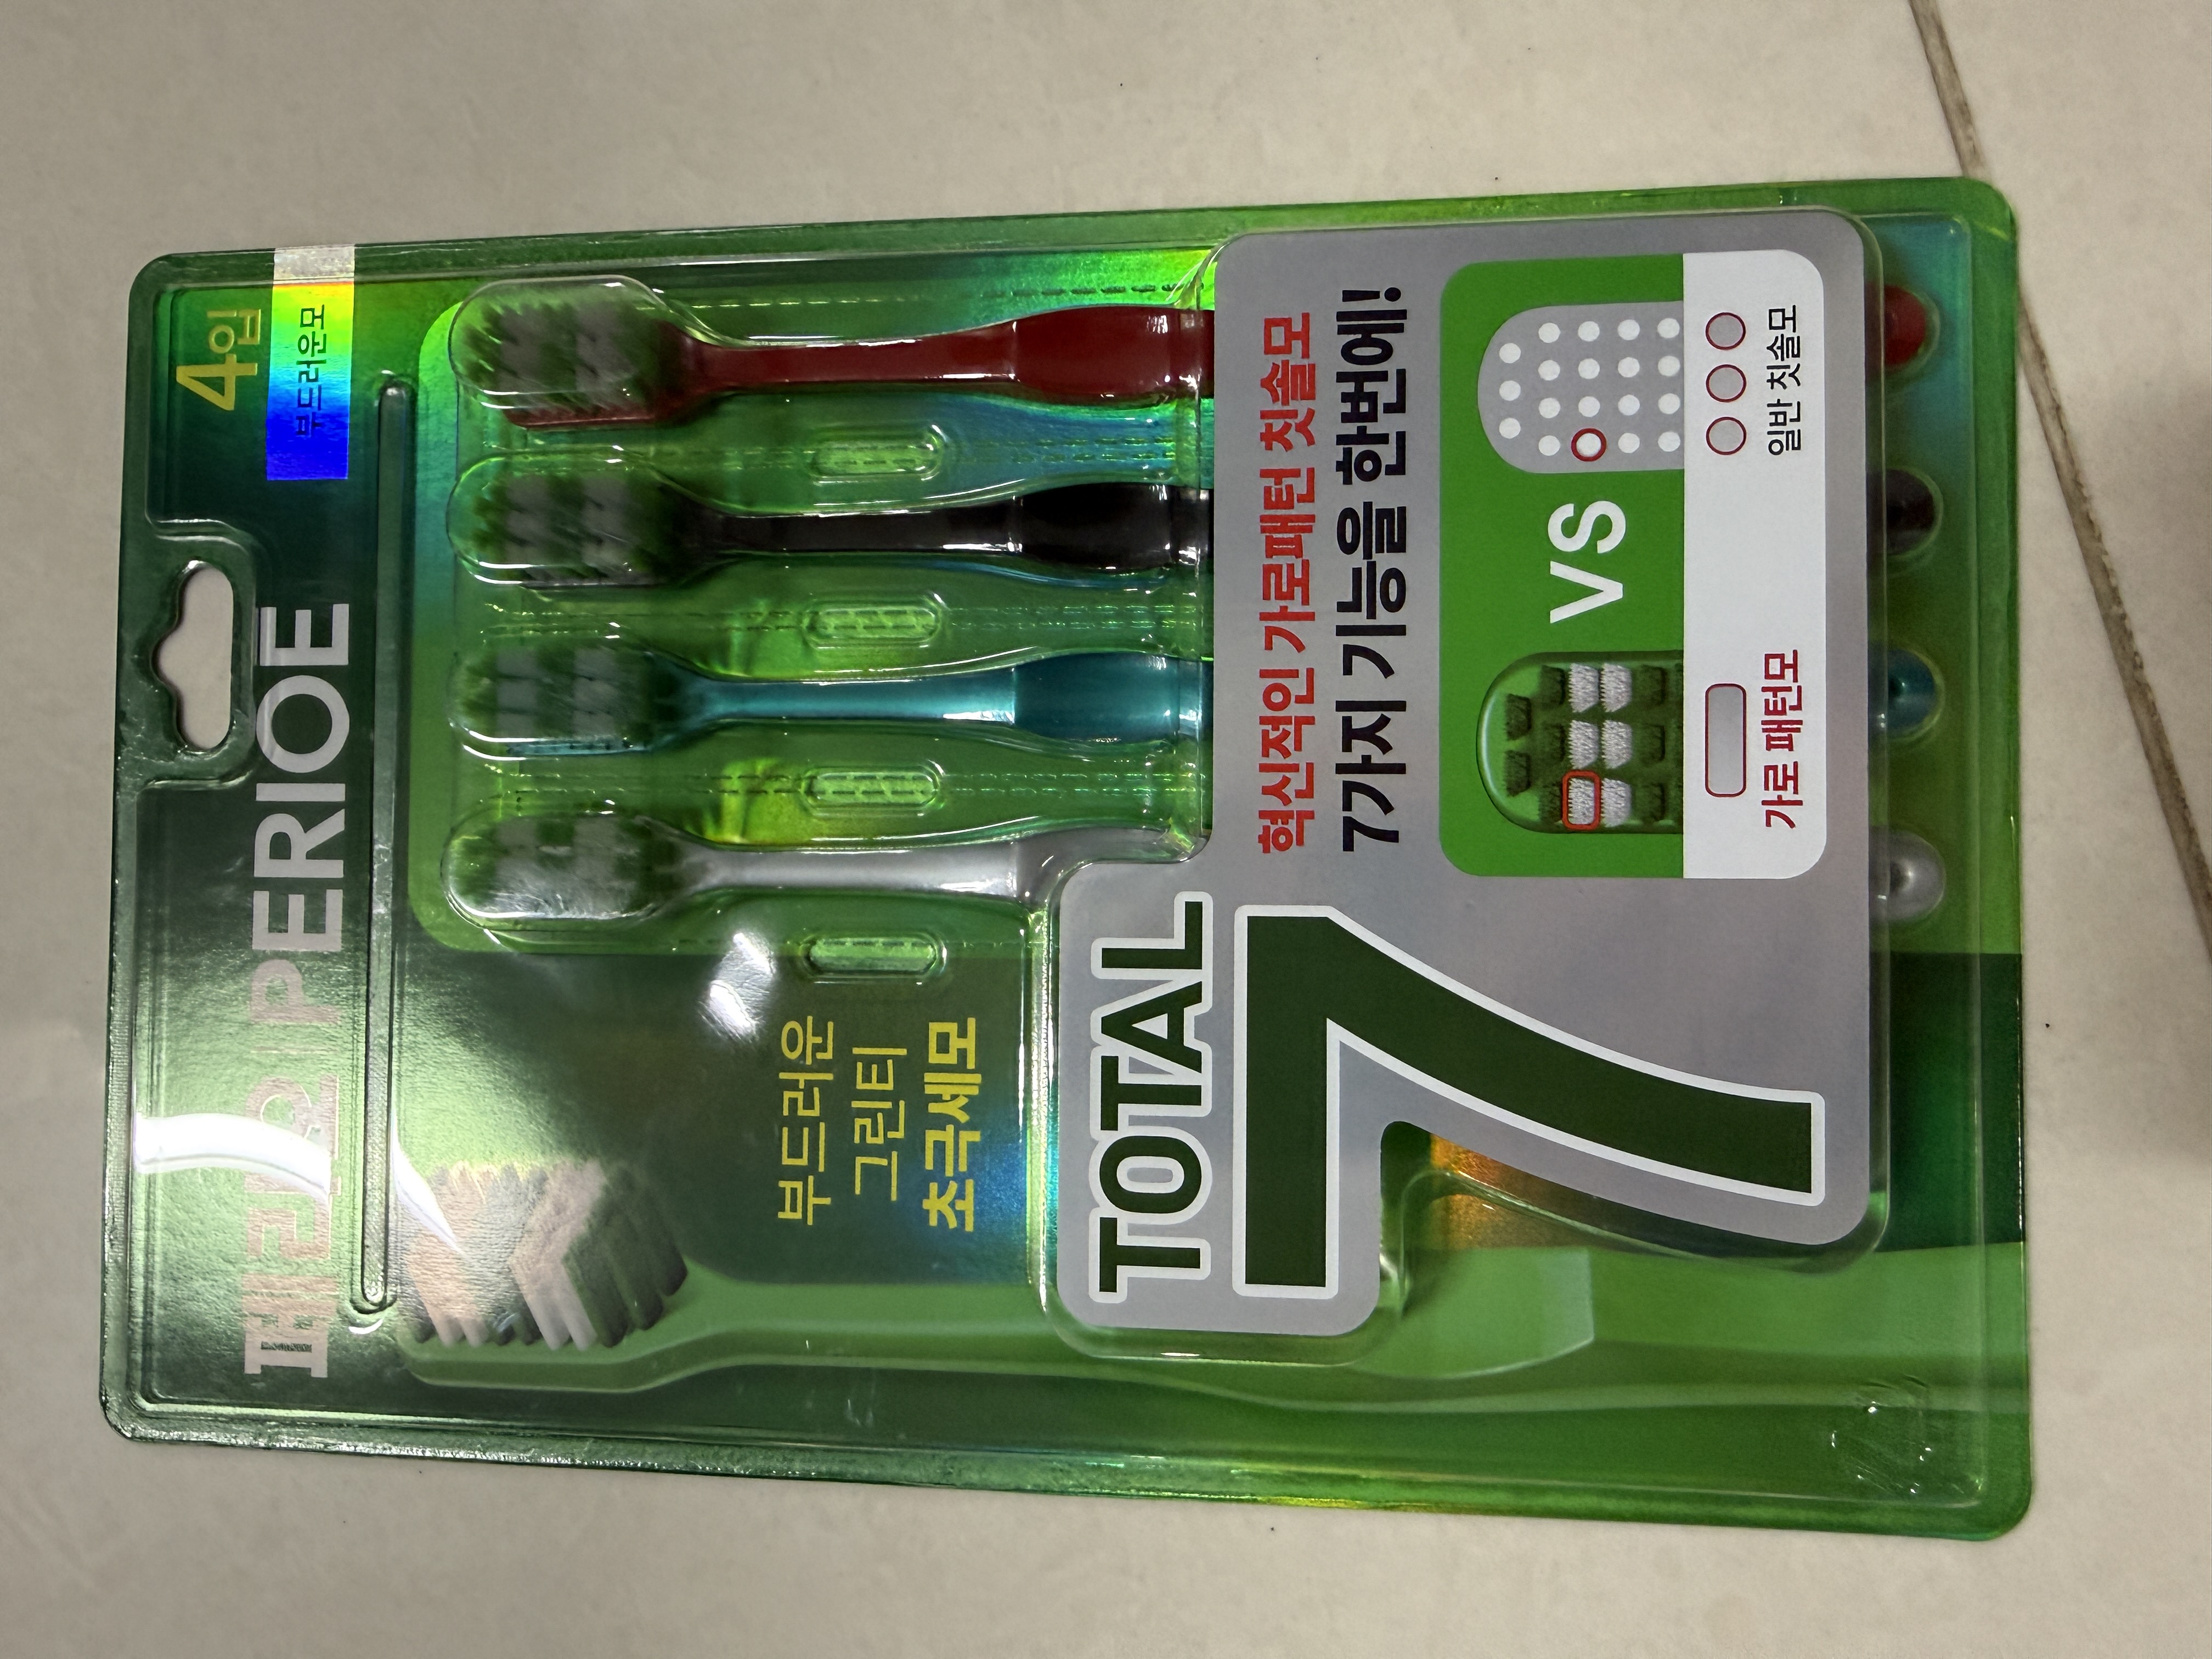 4입
부드러운모
페리오 PERIOE
부드러운
그린티
초극세모
TOTAL
7
혁신적인 가로패턴 칫솔모
7가지 기능을 한번에!
VS
가로 패턴모
일반 칫솔모